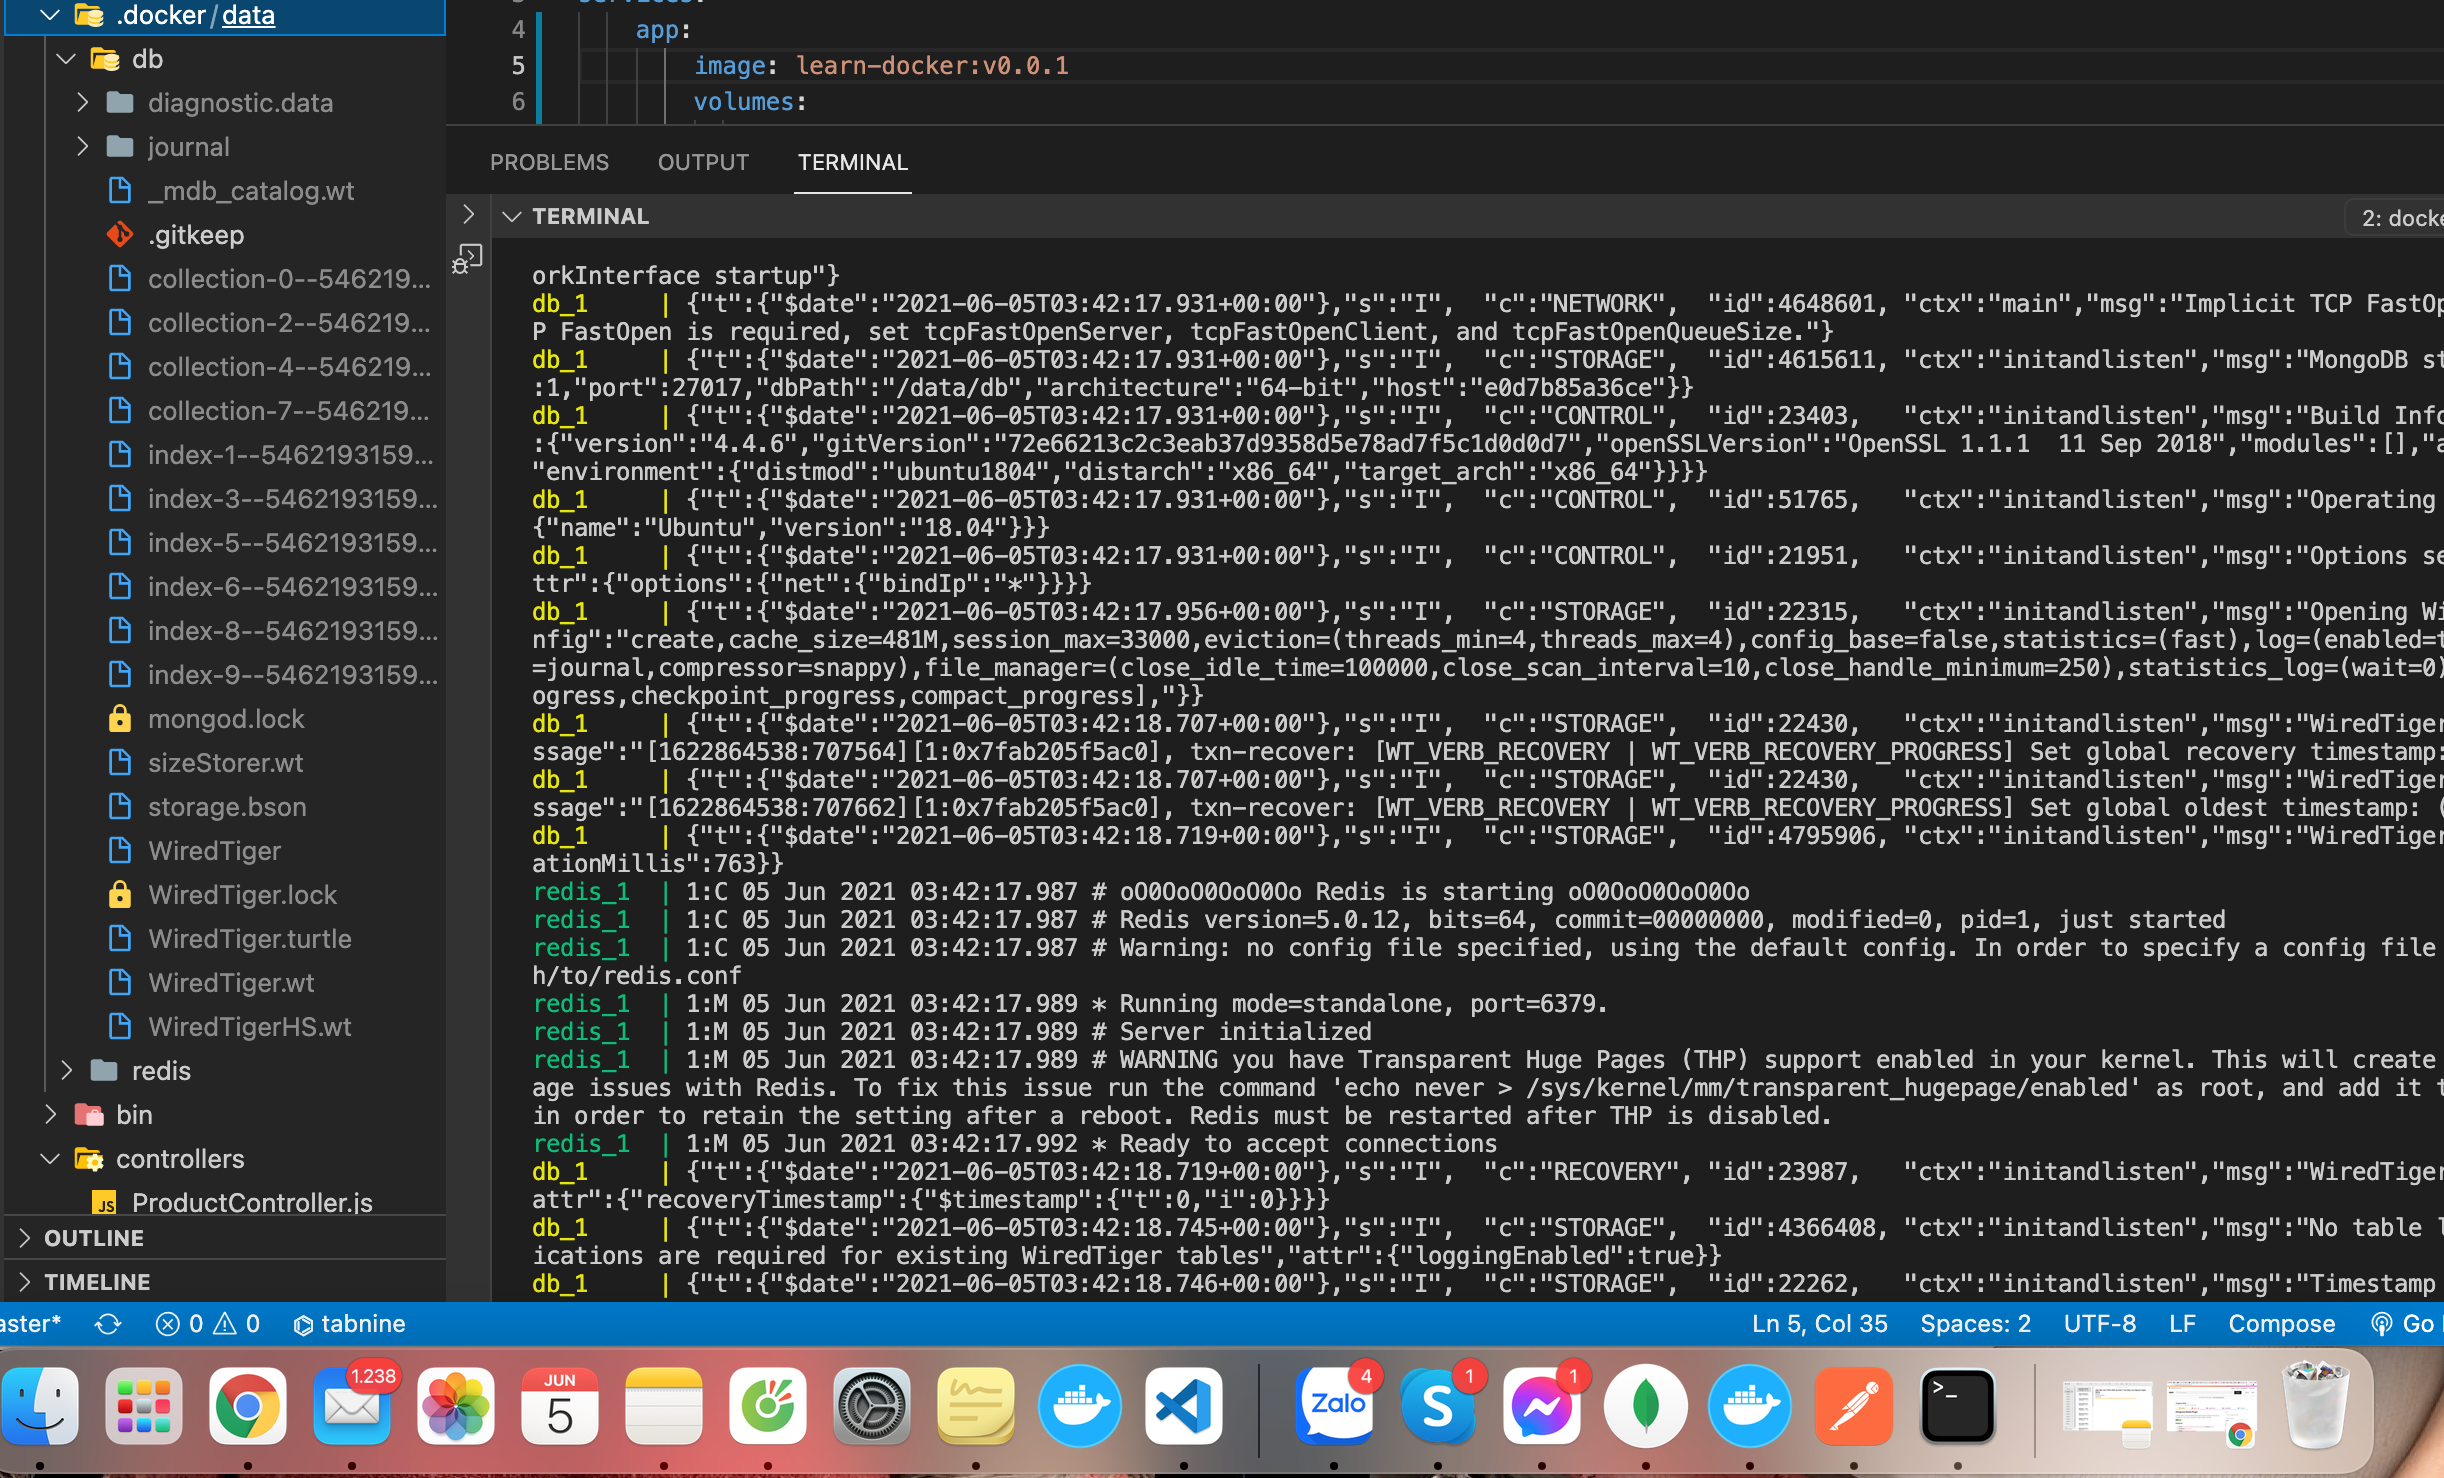 .docker/data
db
diagnostic.data
journal
_mdb_catalog.wt
.gitkeep
collection-0--546219...
collection-2--546219...
collection-4--546219...
collection-7--546219...
index-1--5462193159...
index-3--5462193159...
index-5--5462193159...
index-6--5462193159...
index-8--5462193159...
index-9--5462193159...
mongod.lock
sizeStorer.wt
storage.bson
WiredTiger
WiredTiger.lock
WiredTiger.turtle
WiredTiger.wt
WiredTigerHS.wt
redis
bin
controllers
JS ProductController.js
OUTLINE
TIMELINE
4 app:
5 image: learn-docker:v0.0.1
6 volumes:
PROBLEMS OUTPUT TERMINAL
TERMINAL 2: docke
orkInterface startup"}
db_1 | {"t":{"$date":"2021-06-05T03:42:17.931+00:00"},"s":"I", "c":"NETWORK", "id":4648601, "ctx":"main","msg":"Implicit TCP FastOp
P FastOpen is required, set tcpFastOpenServer, tcpFastOpenClient, and tcpFastOpenQueueSize."}
db_1 | {"t":{"$date":"2021-06-05T03:42:17.931+00:00"},"s":"I", "c":"STORAGE", "id":4615611, "ctx":"initandlisten","msg":"MongoDB st
:1,"port":27017,"dbPath":"/data/db","architecture":"64-bit","host":"e0d7b85a36ce"}}
db_1 | {"t":{"$date":"2021-06-05T03:42:17.931+00:00"},"s":"I", "c":"CONTROL", "id":23403, "ctx":"initandlisten","msg":"Build Info
:{"version":"4.4.6","gitVersion":"72e66213c2c3eab37d9358d5e78ad7f5c1d0d0d7","openSSLVersion":"OpenSSL 1.1.1 11 Sep 2018","modules":[],"a
"environment":{"distmod":"ubuntu1804","distarch":"x86_64","target_arch":"x86_64"}}}}
db_1 | {"t":{"$date":"2021-06-05T03:42:17.931+00:00"},"s":"I", "c":"CONTROL", "id":51765, "ctx":"initandlisten","msg":"Operating
{"name":"Ubuntu","version":"18.04"}}}
db_1 | {"t":{"$date":"2021-06-05T03:42:17.931+00:00"},"s":"I", "c":"CONTROL", "id":21951, "ctx":"initandlisten","msg":"Options se
ttr":{"options":{"net":{"bindIp":"*"}}}}
db_1 | {"t":{"$date":"2021-06-05T03:42:17.956+00:00"},"s":"I", "c":"STORAGE", "id":22315, "ctx":"initandlisten","msg":"Opening Wi
nfig":"create,cache_size=481M,session_max=33000,eviction=(threads_min=4,threads_max=4),config_base=false,statistics=(fast),log=(enabled=t
=journal,compressor=snappy),file_manager=(close_idle_time=100000,close_scan_interval=10,close_handle_minimum=250),statistics_log=(wait=0)
ogress,checkpoint_progress,compact_progress],"}}
db_1 | {"t":{"$date":"2021-06-05T03:42:18.707+00:00"},"s":"I", "c":"STORAGE", "id":22430, "ctx":"initandlisten","msg":"WiredTiger
ssage":"[1622864538:707564][1:0x7fab205f5ac0], txn-recover: [WT_VERB_RECOVERY | WT_VERB_RECOVERY_PROGRESS] Set global recovery timestamp:
db_1 | {"t":{"$date":"2021-06-05T03:42:18.707+00:00"},"s":"I", "c":"STORAGE", "id":22430, "ctx":"initandlisten","msg":"WiredTiger
ssage":"[1622864538:707662][1:0x7fab205f5ac0], txn-recover: [WT_VERB_RECOVERY | WT_VERB_RECOVERY_PROGRESS] Set global oldest timestamp: (
db_1 | {"t":{"$date":"2021-06-05T03:42:18.719+00:00"},"s":"I", "c":"STORAGE", "id":4795906, "ctx":"initandlisten","msg":"WiredTiger
ationMillis":763}}
redis_1 | 1:C 05 Jun 2021 03:42:17.987 # oO0OoO0OoO0Oo Redis is starting oO0OoO0OoO0Oo
redis_1 | 1:C 05 Jun 2021 03:42:17.987 # Redis version=5.0.12, bits=64, commit=00000000, modified=0, pid=1, just started
redis_1 | 1:C 05 Jun 2021 03:42:17.987 # Warning: no config file specified, using the default config. In order to specify a config file
h/to/redis.conf
redis_1 | 1:M 05 Jun 2021 03:42:17.989 * Running mode=standalone, port=6379.
redis_1 | 1:M 05 Jun 2021 03:42:17.989 # Server initialized
redis_1 | 1:M 05 Jun 2021 03:42:17.989 # WARNING you have Transparent Huge Pages (THP) support enabled in your kernel. This will create
age issues with Redis. To fix this issue run the command 'echo never > /sys/kernel/mm/transparent_hugepage/enabled' as root, and add it t
in order to retain the setting after a reboot. Redis must be restarted after THP is disabled.
redis_1 | 1:M 05 Jun 2021 03:42:17.992 * Ready to accept connections
db_1 | {"t":{"$date":"2021-06-05T03:42:18.719+00:00"},"s":"I", "c":"RECOVERY", "id":23987, "ctx":"initandlisten","msg":"WiredTiger
attr":{"recoveryTimestamp":{"$timestamp":{"t":0,"i":0}}}}
db_1 | {"t":{"$date":"2021-06-05T03:42:18.745+00:00"},"s":"I", "c":"STORAGE", "id":4366408, "ctx":"initandlisten","msg":"No table l
ications are required for existing WiredTiger tables","attr":{"loggingEnabled":true}}
db_1 | {"t":{"$date":"2021-06-05T03:42:18.746+00:00"},"s":"I", "c":"STORAGE", "id":22262, "ctx":"initandlisten","msg":"Timestamp
aster* 0 0 tabnine Ln 5, Col 35 Spaces: 2 UTF-8 LF Compose Go
1.238 JUN 5 Zalo 4 S 1 1 >_